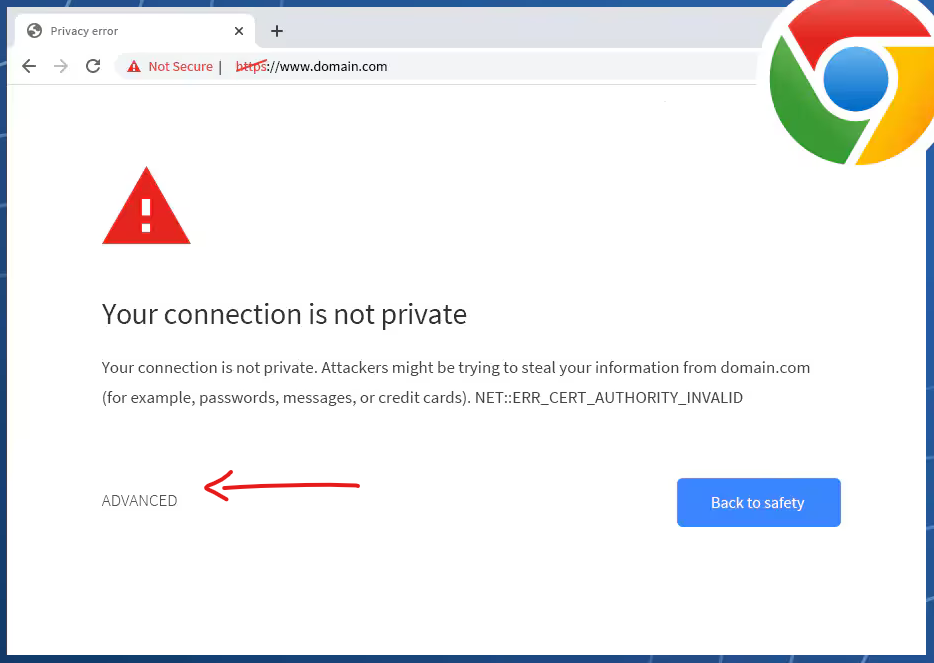 Privacy error
Not Secure | https://www.domain.com
Your connection is not private
Your connection is not private. Attackers might be trying to steal your information from domain.com
(for example, passwords, messages, or credit cards). NET::ERR_CERT_AUTHORITY_INVALID
ADVANCED
Back to safety